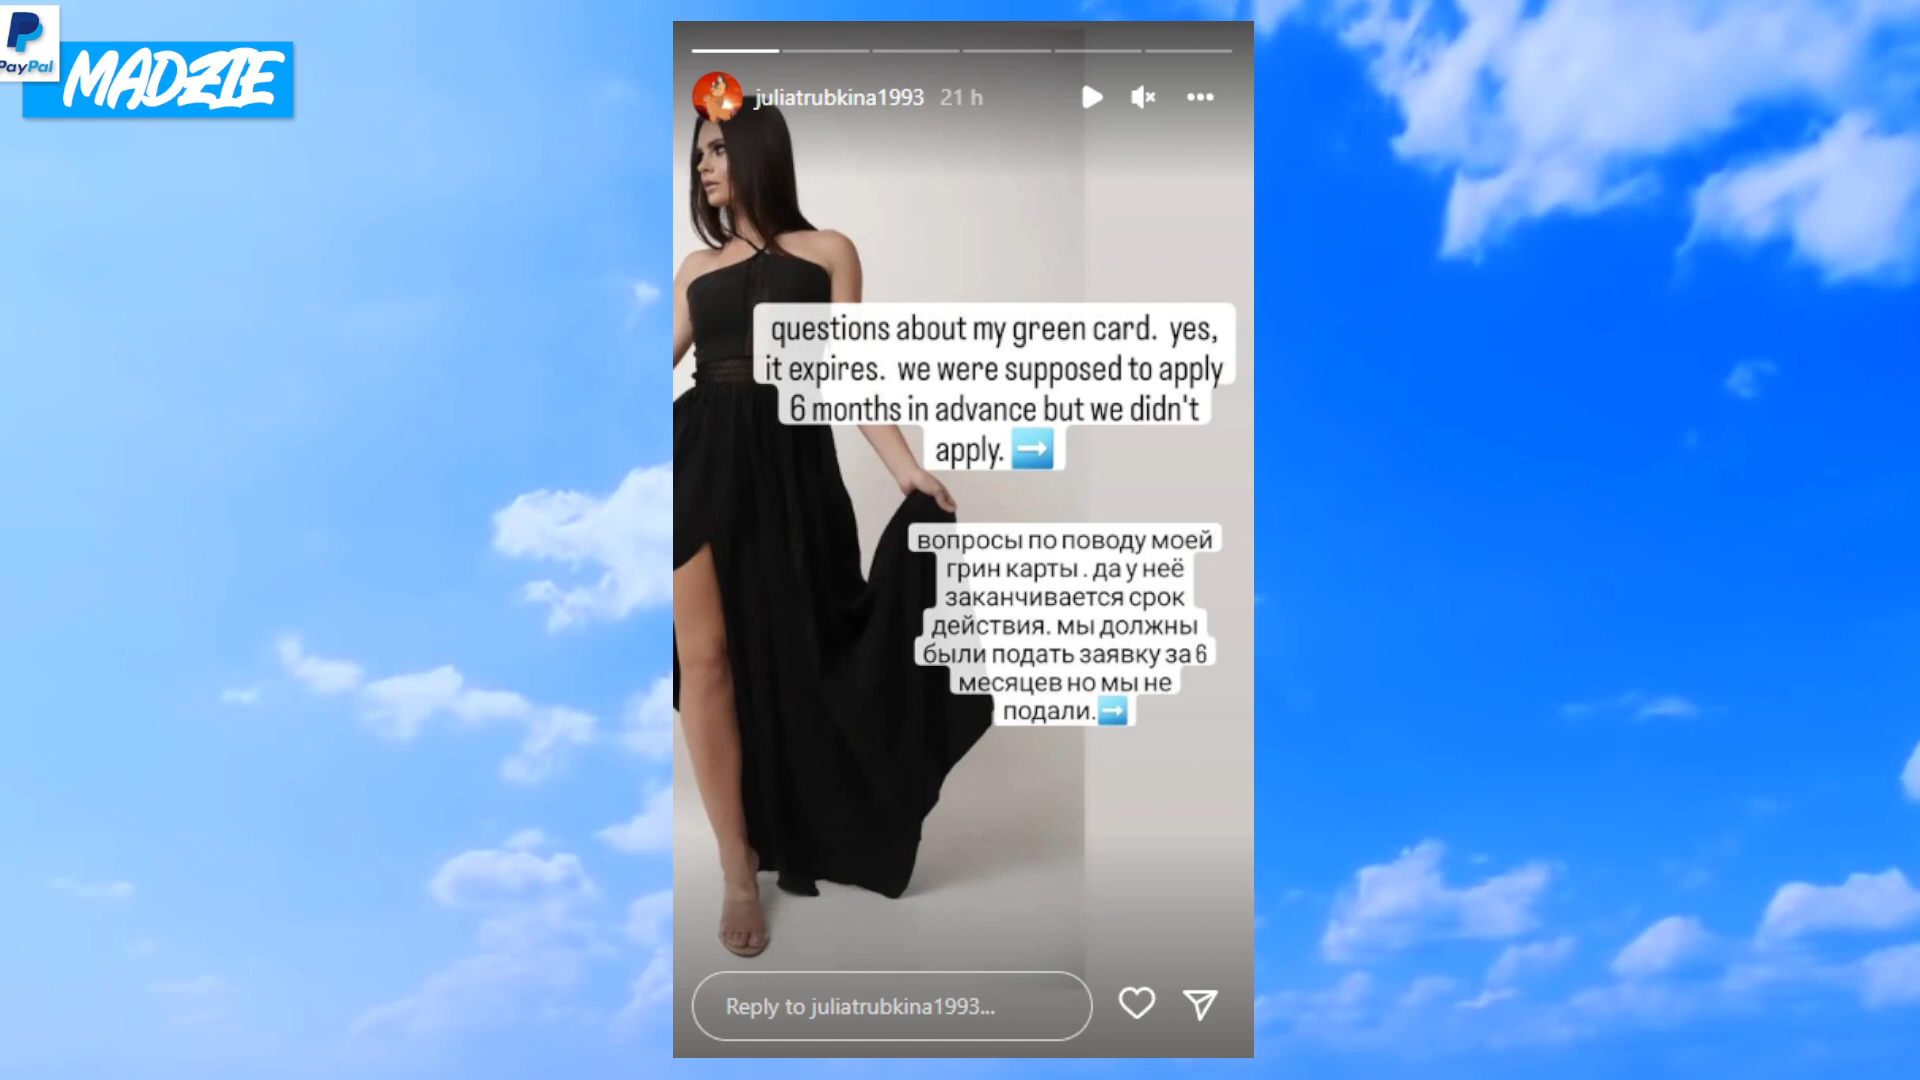 PayPal
MADZIE
juliatrubkina1993 21 h
questions about my green card. yes,
it expires. we were supposed to apply
6 months in advance but we didn't
apply. ➡️
вопросы по поводу моей
грин карты . да у неё
заканчивается срок
действия. мы должны
были подать заявку за 6
месяцев но мы не
подали.➡️
Reply to juliatrubkina1993...